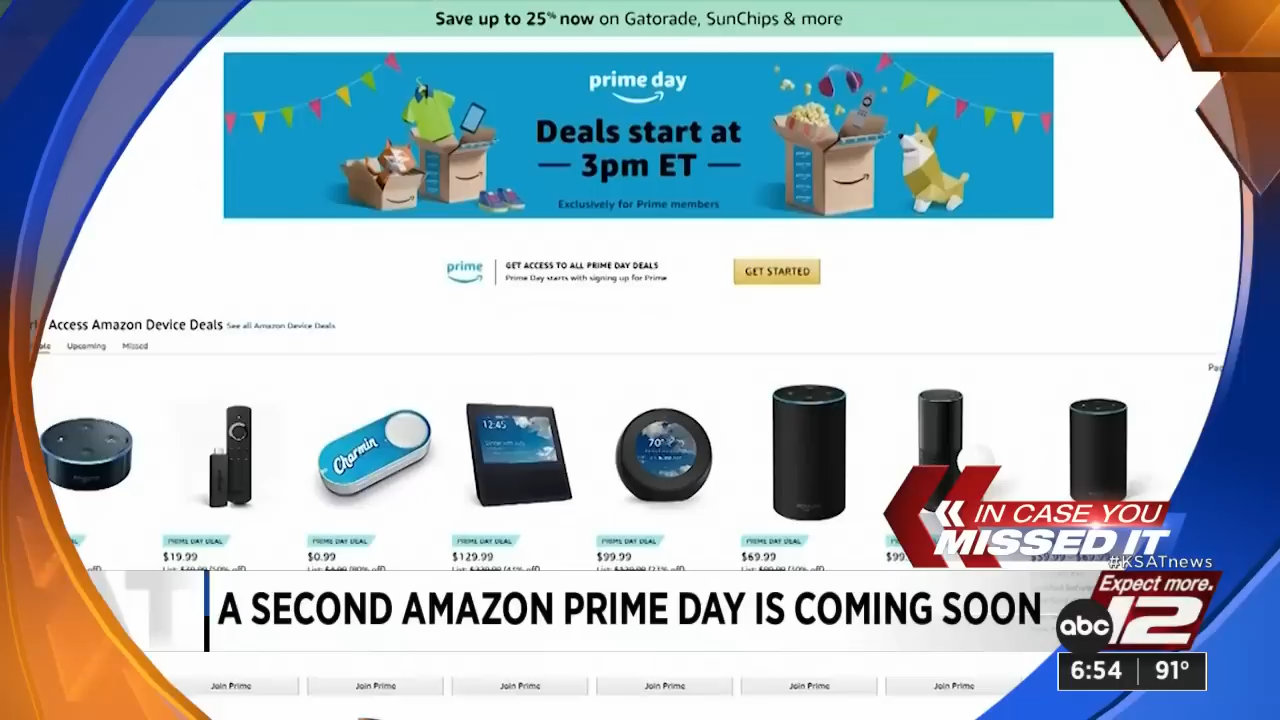 Save up to 25% now on Gatorade, SunChips & more
prime day
Deals start at
3pm ET
Exclusively for Prime members
prime
GET ACCESS TO ALL PRIME DAY DEALS
Prime Day starts with signing up for Prime
GET STARTED
Access Amazon Device Deals See all Amazon Device Deals
Upcoming Missed
12:45
Charmin
70°
PRIME DAY DEAL PRIME DAY DEAL PRIME DAY DEAL PRIME DAY DEAL PRIME DAY DEAL
$19.99 $0.99 $129.99 $99.99 $69.99
IN CASE YOU
MISSED IT
#KSATnews
A SECOND AMAZON PRIME DAY IS COMING SOON
Expect more.
abc 12
6:54 91°
Join Prime Join Prime Join Prime Join Prime Join Prime Join Prime